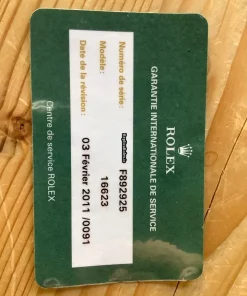 ROLEX
GARANTIE INTERNATIONALE DE SERVICE
Numéro de série: F892925
Modèle: 16623
Date de la révision: 03 Février 2011 /0091
Centre de service ROLEX